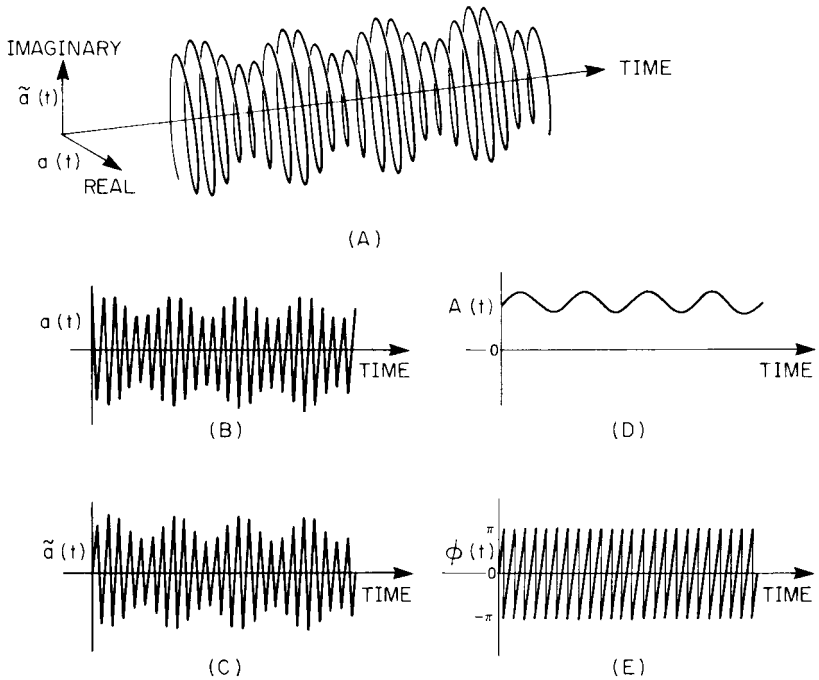 IMAGINARY
ã (t)
a (t)
REAL
TIME
(A)
a (t)
TIME
(B)
A (t)
0
TIME
(D)
ã (t)
TIME
(C)
π
ϕ (t)
0
-π
TIME
(E)